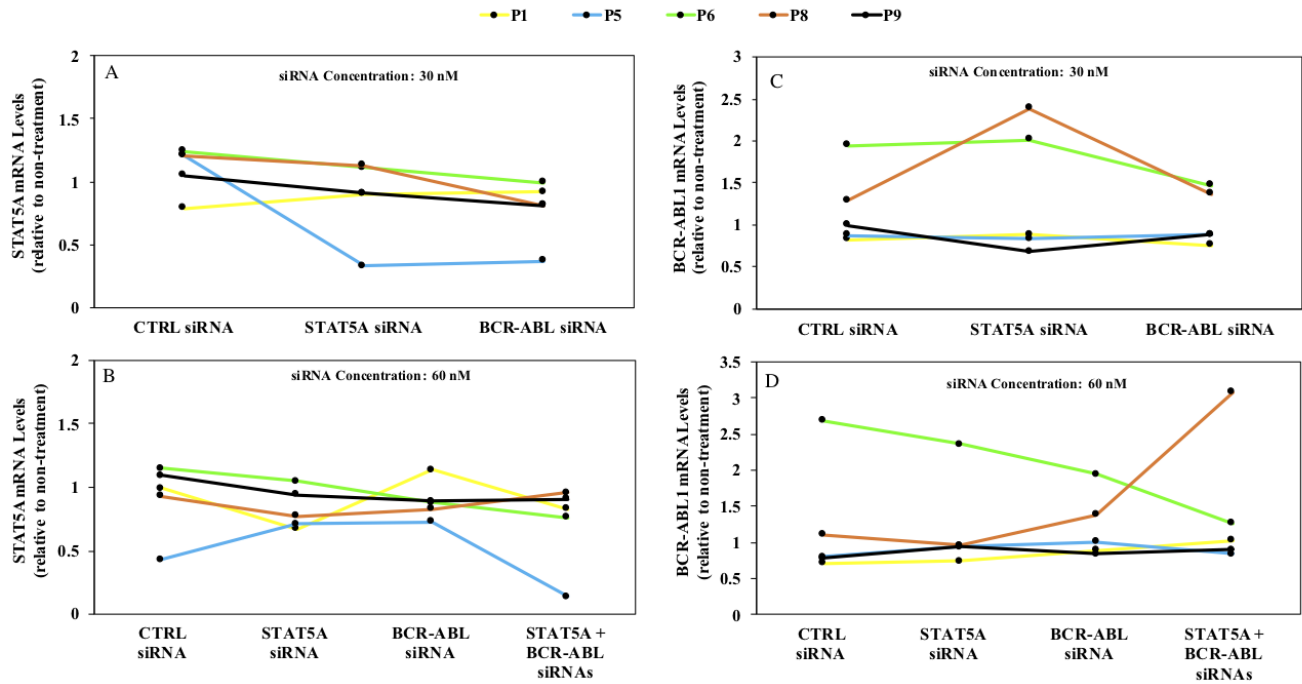 P1 P5 P6 P8 P9
A
siRNA Concentration: 30 nM
STAT5A mRNA Levels
(relative to non-treatment)
2
1.5
1
0.5
0
CTRL siRNA STAT5A siRNA BCR-ABL siRNA
C
siRNA Concentration: 30 nM
BCR-ABL1 mRNA Levels
(relative to non-treatment)
3
2.5
2
1.5
1
0.5
0
CTRL siRNA STAT5A siRNA BCR-ABL siRNA
B
siRNA Concentration: 60 nM
STAT5A mRNA Levels
(relative to non-treatment)
2
1.5
1
0.5
0
CTRL STAT5A BCR-ABL STAT5A +
siRNA siRNA siRNA BCR-ABL
siRNAs
D
siRNA Concentration: 60 nM
BCR-ABL1 mRNA Levels
(relative to non-treatment)
3.5
3
2.5
2
1.5
1
0.5
0
CTRL STAT5A BCR-ABL STAT5A +
siRNA siRNA siRNA BCR-ABL
siRNAs